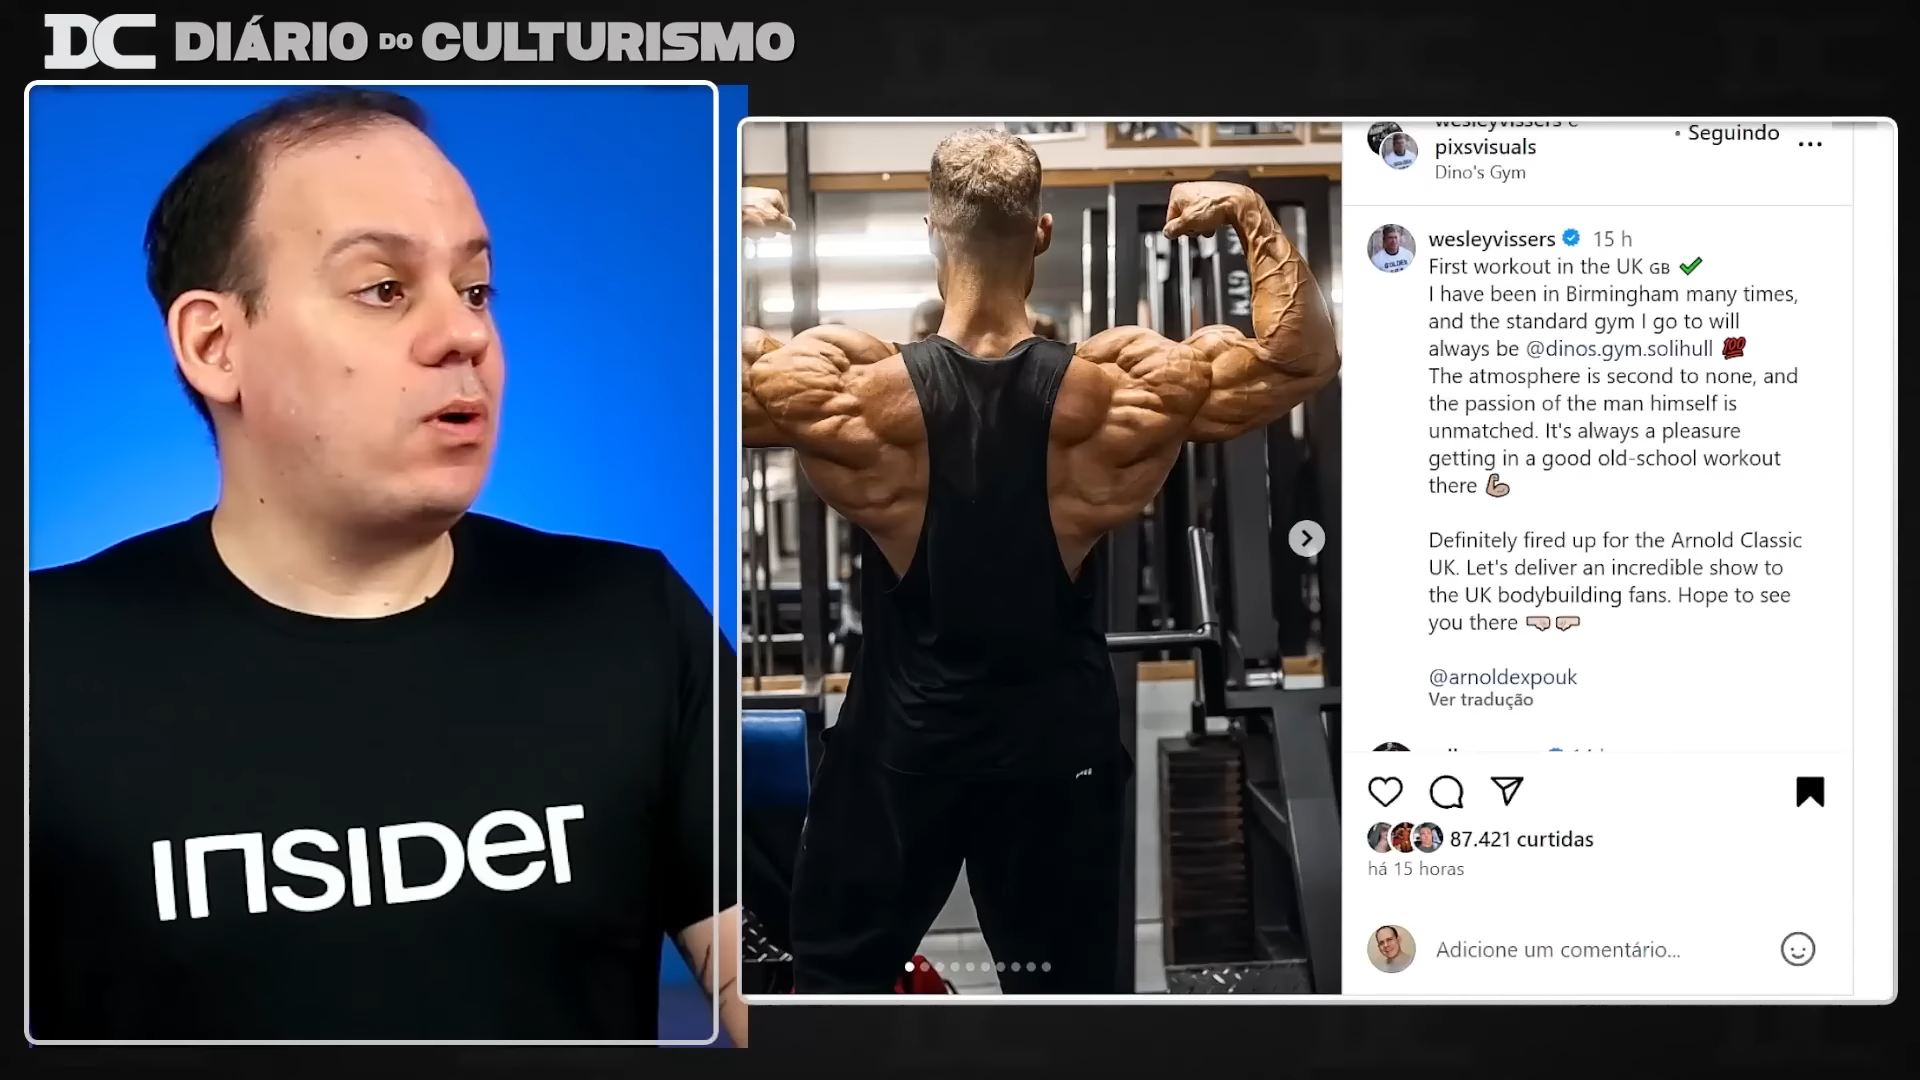 DC DIÁRIO DO CULTURISMO
INSIDER
wesleyvissers e
pixsvisuals
• Seguindo
Dino's Gym
wesleyvissers 15 h
First workout in the UK GB ✔
I have been in Birmingham many times,
and the standard gym I go to will
always be @dinos.gym.solihull 💯
The atmosphere is second to none, and
the passion of the man himself is
unmatched. It's always a pleasure
getting in a good old-school workout
there 💪🏼
Definitely fired up for the Arnold Classic
UK. Let's deliver an incredible show to
the UK bodybuilding fans. Hope to see
you there 🤜🏻🤛🏻
@arnoldexpouk
Ver tradução
87.421 curtidas
há 15 horas
Adicione um comentário...
GYM